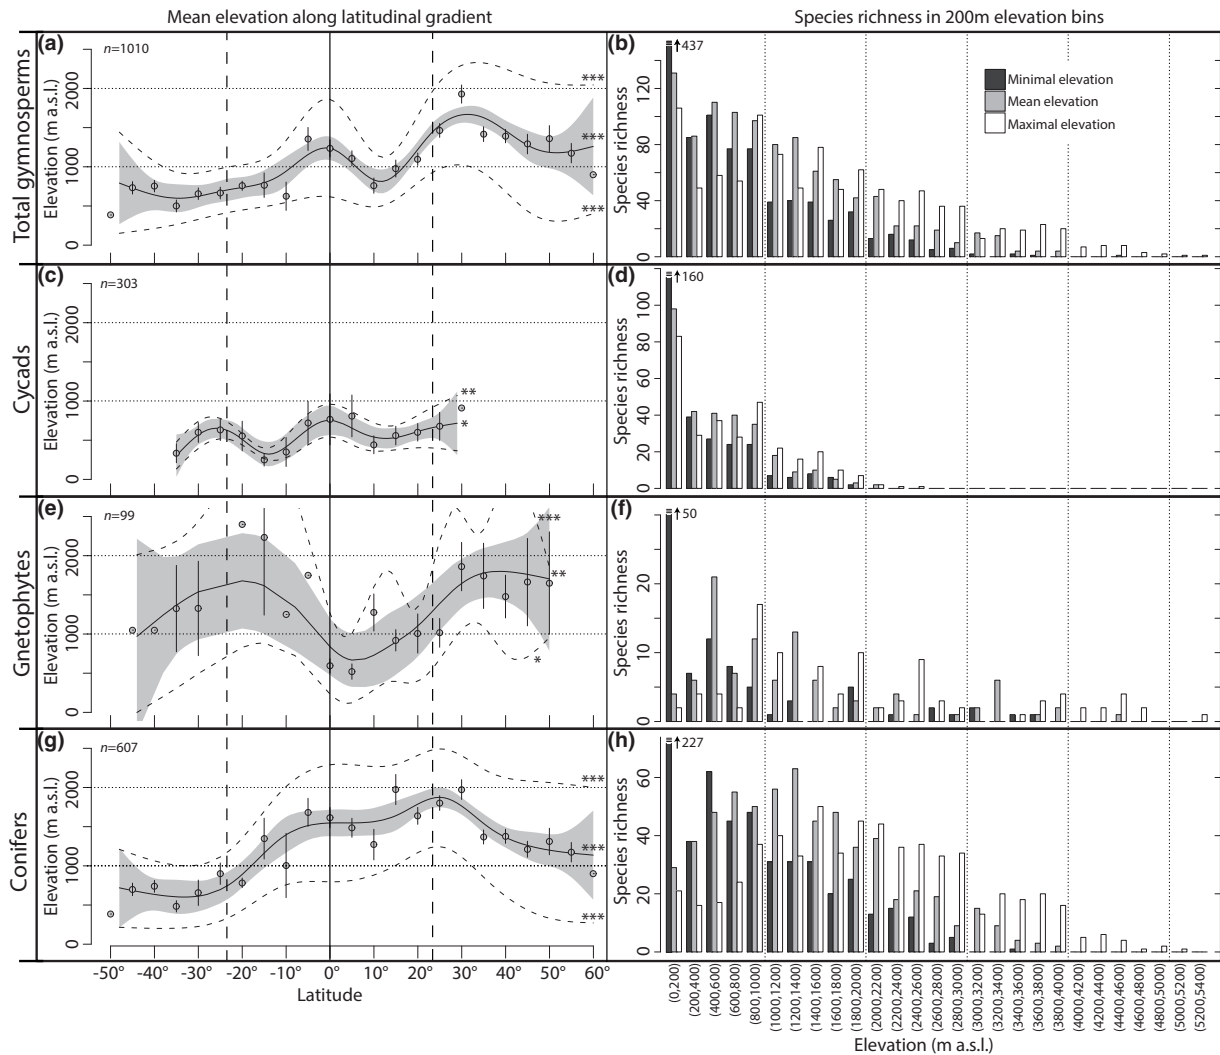 Mean elevation along latitudinal gradient
Species richness in 200m elevation bins
Total gymnosperms
(a)
n=1010
Elevation (m a.s.l.)
0
1000
2000
***
***
***
(b)
437
Species richness
0
40
80
120
Minimal elevation
Mean elevation
Maximal elevation
Cycads
(c)
n=303
Elevation (m a.s.l.)
0
1000
2000
**
*
(d)
160
Species richness
0
20
40
60
80
100
Gnetophytes
(e)
n=99
Elevation (m a.s.l.)
0
1000
2000
***
**
*
(f)
50
Species richness
0
10
20
Conifers
(g)
n=607
Elevation (m a.s.l.)
0
1000
2000
***
***
***
-50° -40° -30° -20° -10° 0° 10° 20° 30° 40° 50° 60°
Latitude
(h)
227
Species richness
0
20
40
60
(0,200)
(200,400)
(400,600)
(600,800)
(800,1000)
(1000,1200)
(1200,1400)
(1400,1600)
(1600,1800)
(1800,2000)
(2000,2200)
(2200,2400)
(2400,2600)
(2600,2800)
(2800,3000)
(3000,3200)
(3200,3400)
(3400,3600)
(3600,3800)
(3800,4000)
(4000,4200)
(4200,4400)
(4400,4600)
(4600,4800)
(4800,5000)
(5000,5200)
(5200,5400)
Elevation (m a.s.l.)